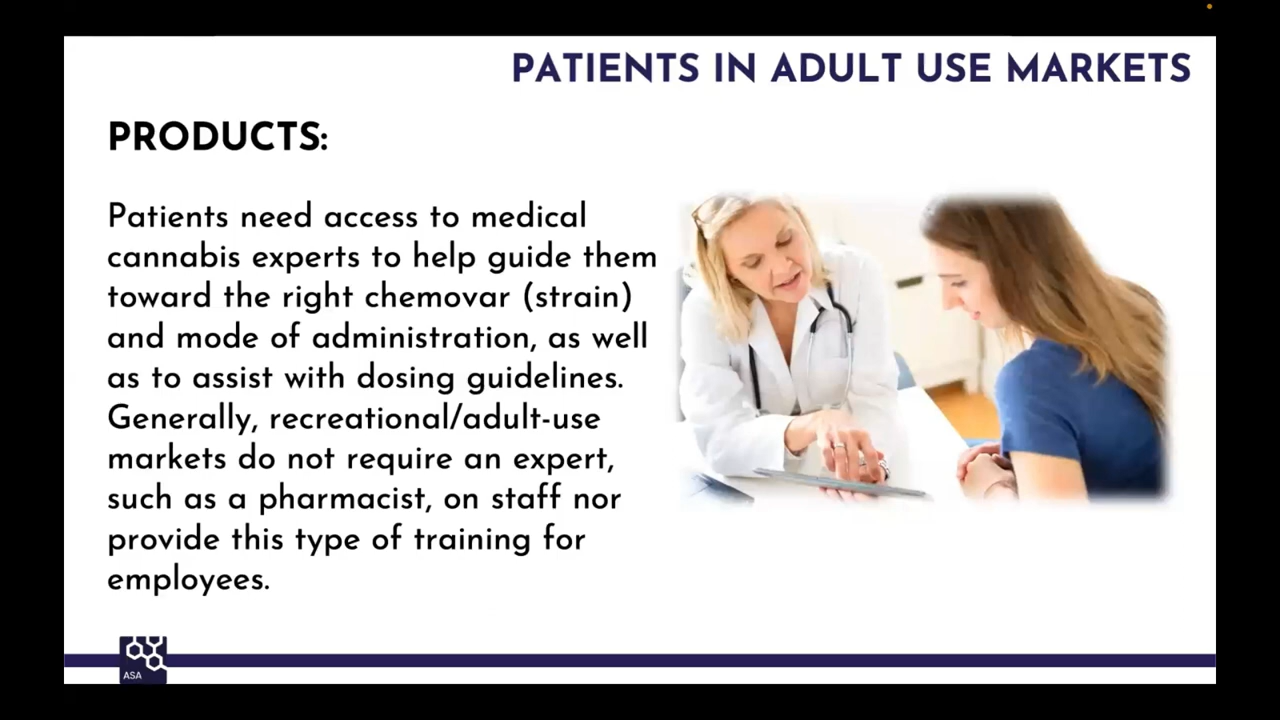 PATIENTS IN ADULT USE MARKETS
PRODUCTS:
Patients need access to medical
cannabis experts to help guide them
toward the right chemovar (strain)
and mode of administration, as well
as to assist with dosing guidelines.
Generally, recreational/adult-use
markets do not require an expert,
such as a pharmacist, on staff nor
provide this type of training for
employees.
ASA